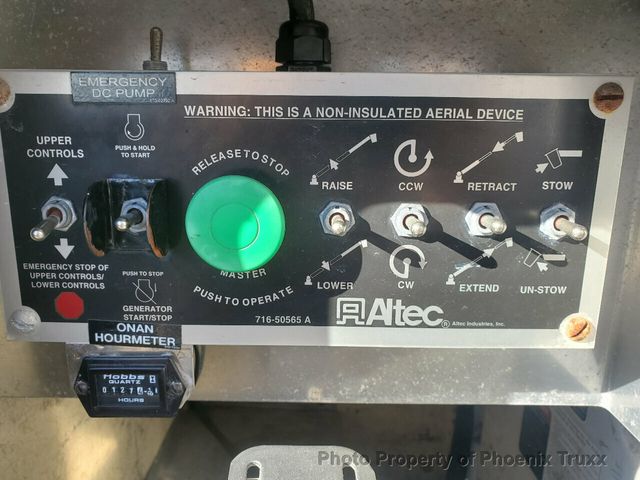 EMERGENCY
DC PUMP
WARNING: THIS IS A NON-INSULATED AERIAL DEVICE
UPPER
CONTROLS
PUSH & HOLD
TO START
RELEASE TO STOP
RAISE
CCW
RETRACT
STOW
EMERGENCY STOP OF
UPPER CONTROLS/
LOWER CONTROLS
PUSH TO STOP
GENERATOR
START/STOP
MASTER
PUSH TO OPERATE
LOWER
CW
EXTEND
UN-STOW
716-50565 A
Altec
®
Altec Industries, Inc.
ONAN
HOURMETER
Hobbs
QUARTZ
HOURS
Photo Property of Phoenix Truxx